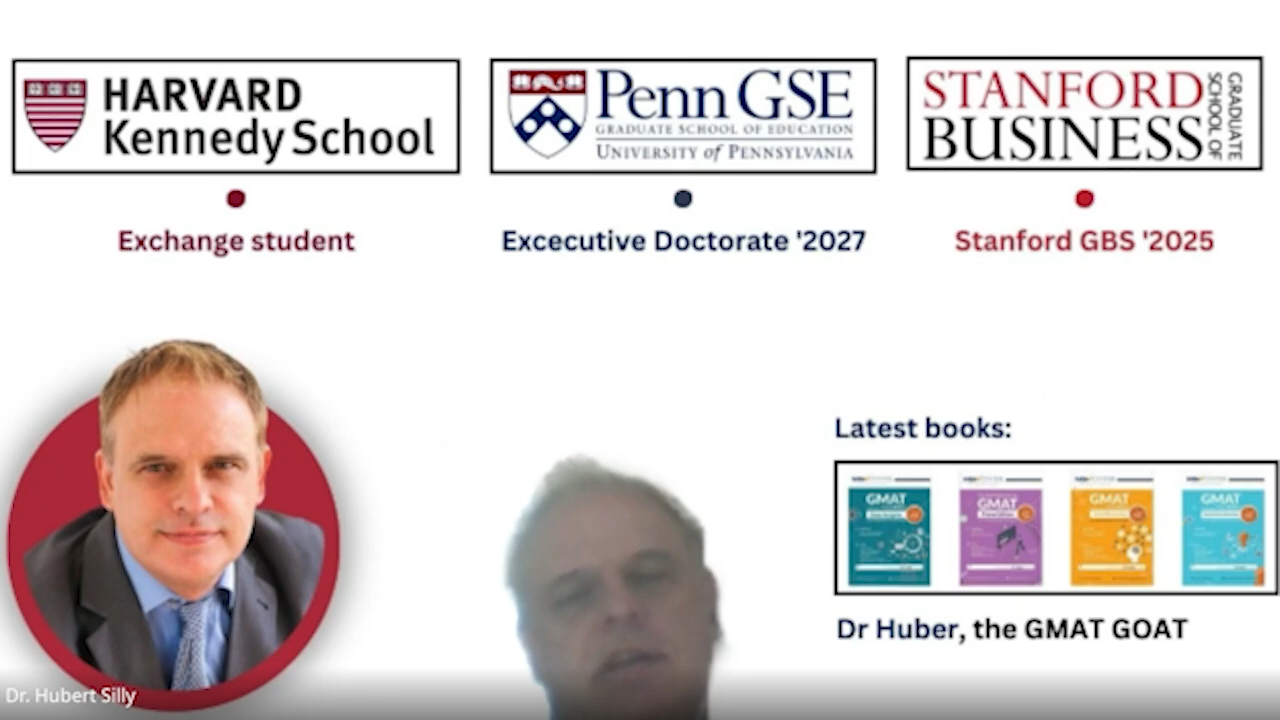 HARVARD
Kennedy School
Penn GSE
GRADUATE SCHOOL OF EDUCATION
UNIVERSITY of PENNSYLVANIA
STANFORD
BUSINESS
GRADUATE
SCHOOL OF
Exchange student
Excecutive Doctorate '2027
Stanford GBS '2025
Latest books:
GMAT
GMAT
GMAT
GMAT
Dr Huber, the GMAT GOAT
Dr. Hubert Silly